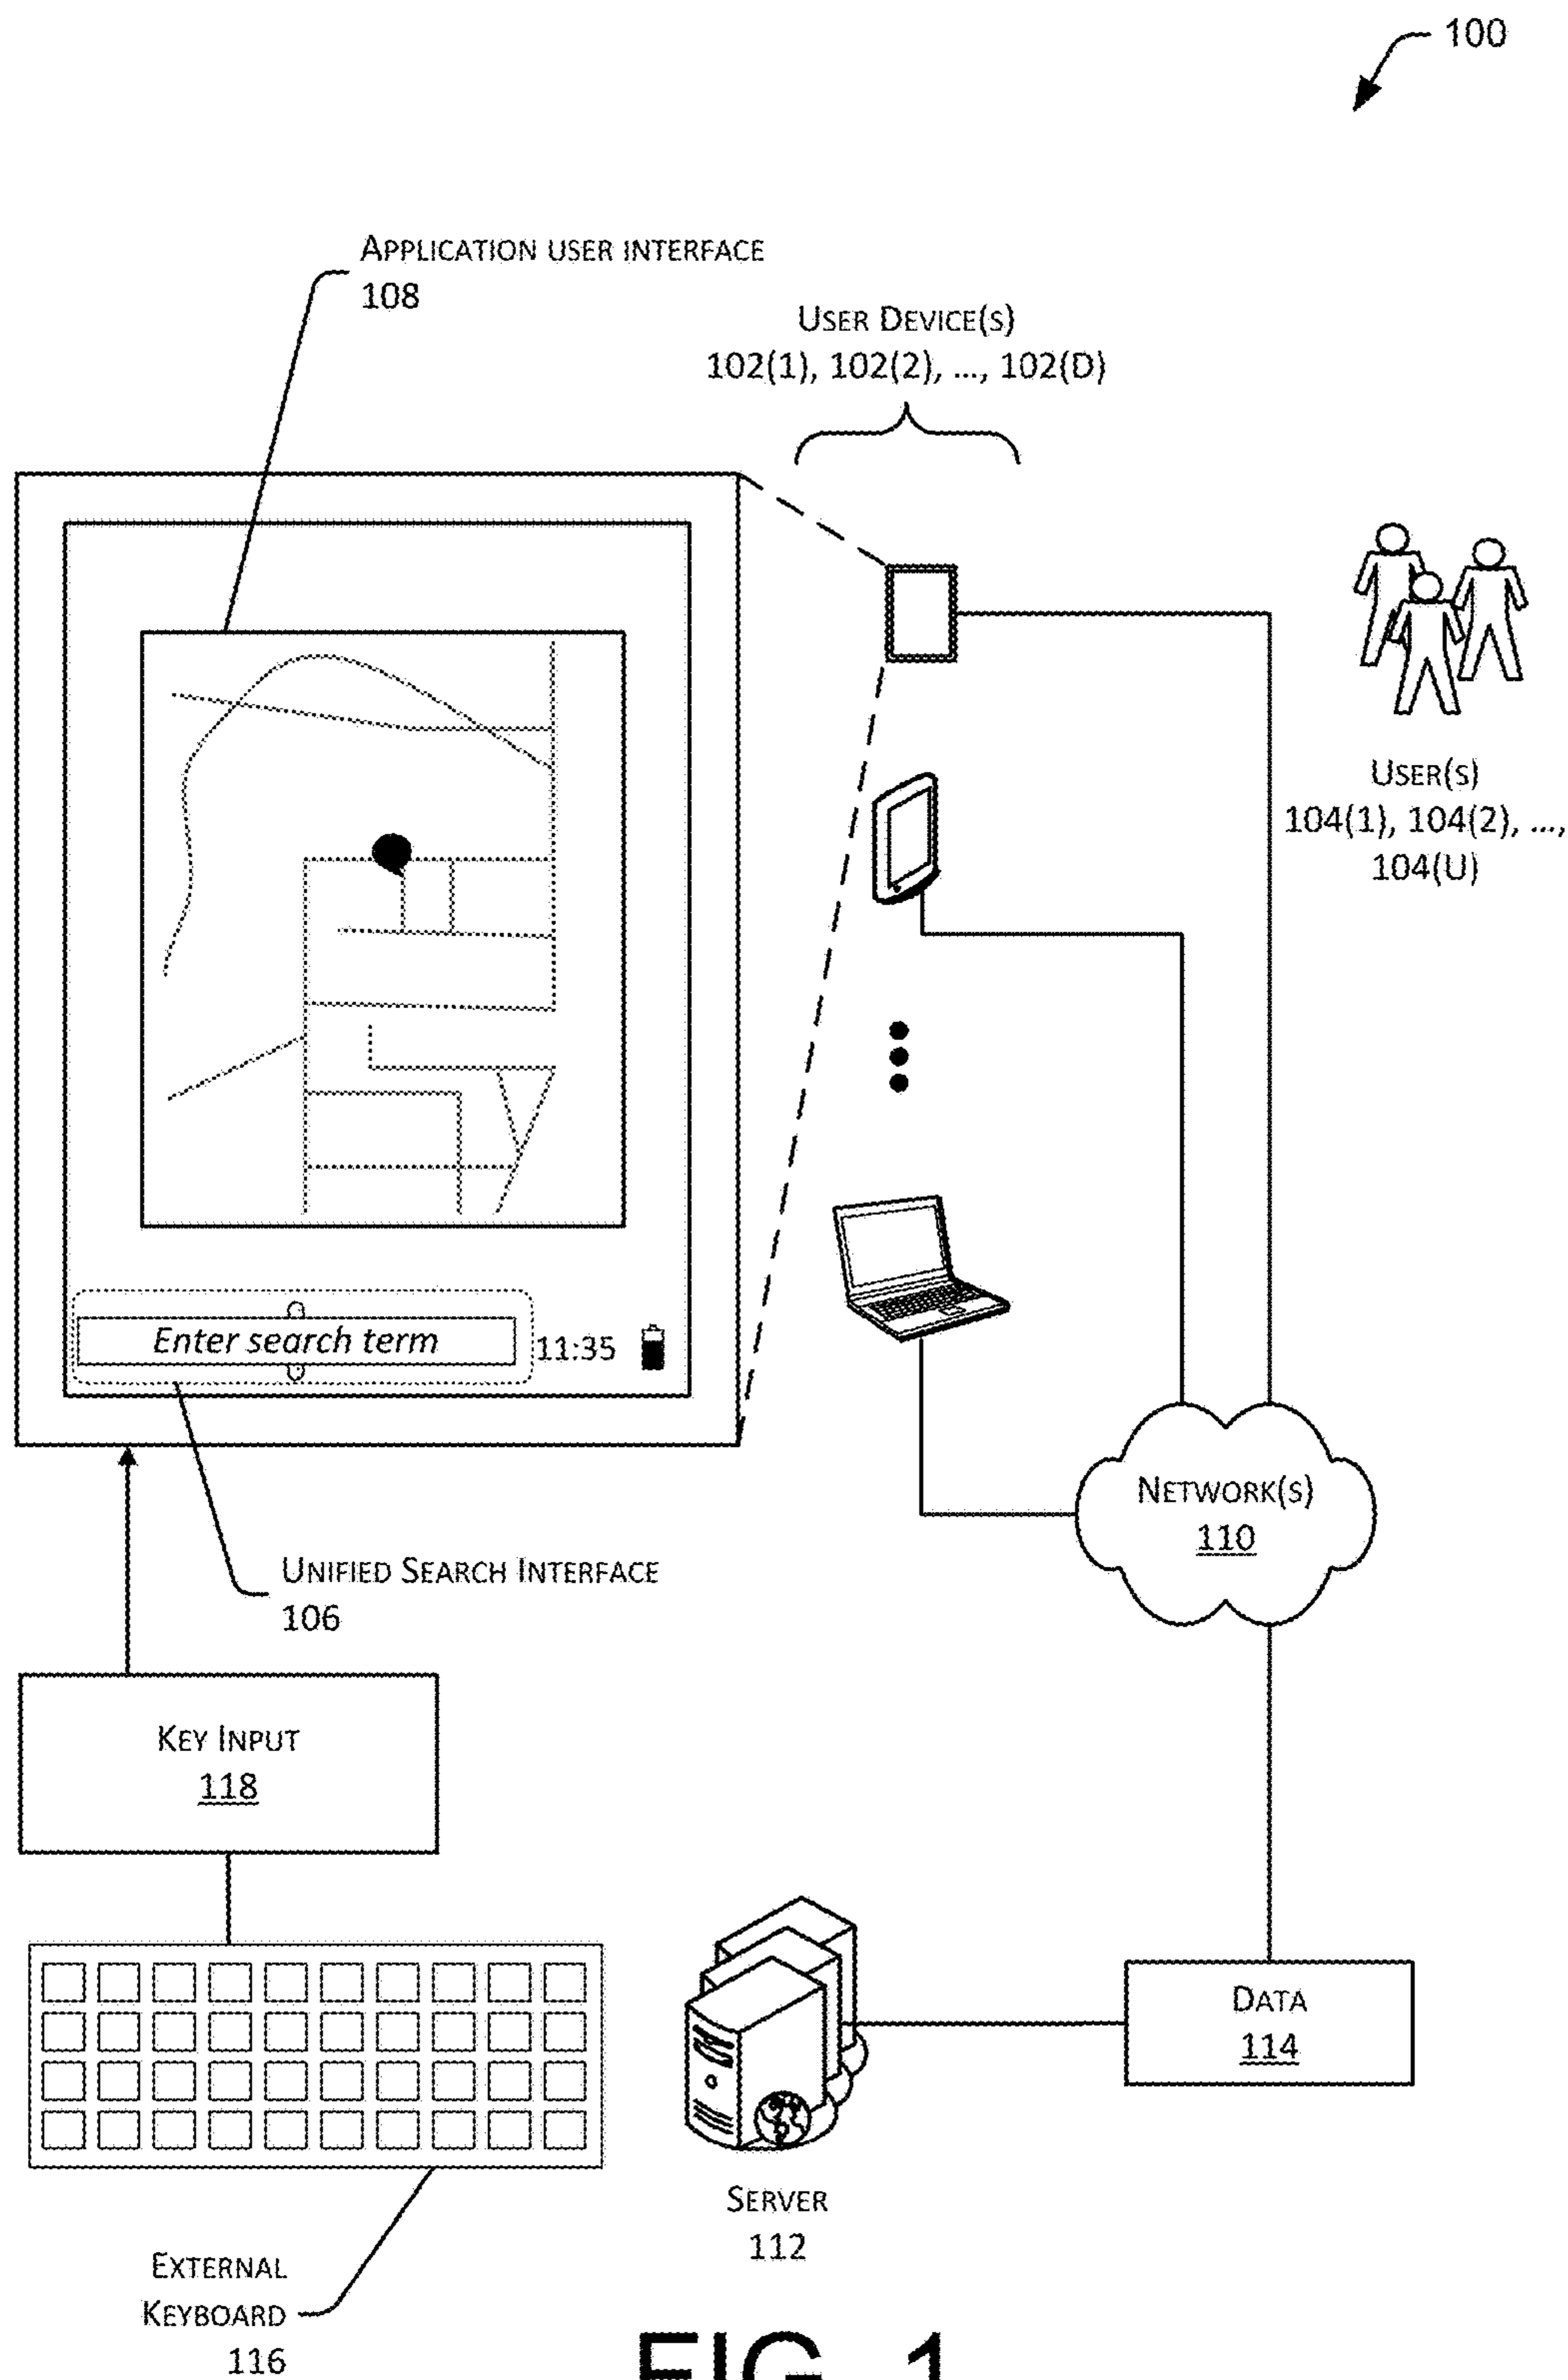 100
APPLICATION USER INTERFACE
108
USER DEVICE(S)
102(1), 102(2), ..., 102(D)
USER(S)
104(1), 104(2), ...,
104(U)
Enter search term
11:35
NETWORK(S)
110
UNIFIED SEARCH INTERFACE
106
KEY INPUT
118
DATA
114
SERVER
112
EXTERNAL
KEYBOARD
116
FIG. 1